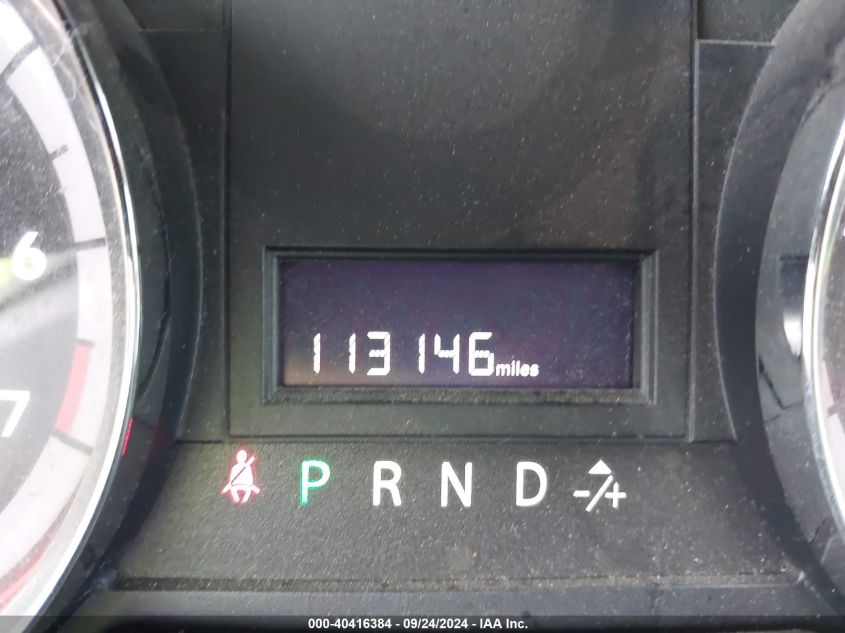 6
7
113146miles
P R N D -/+
000-40416384 - 09/24/2024 - IAA Inc.